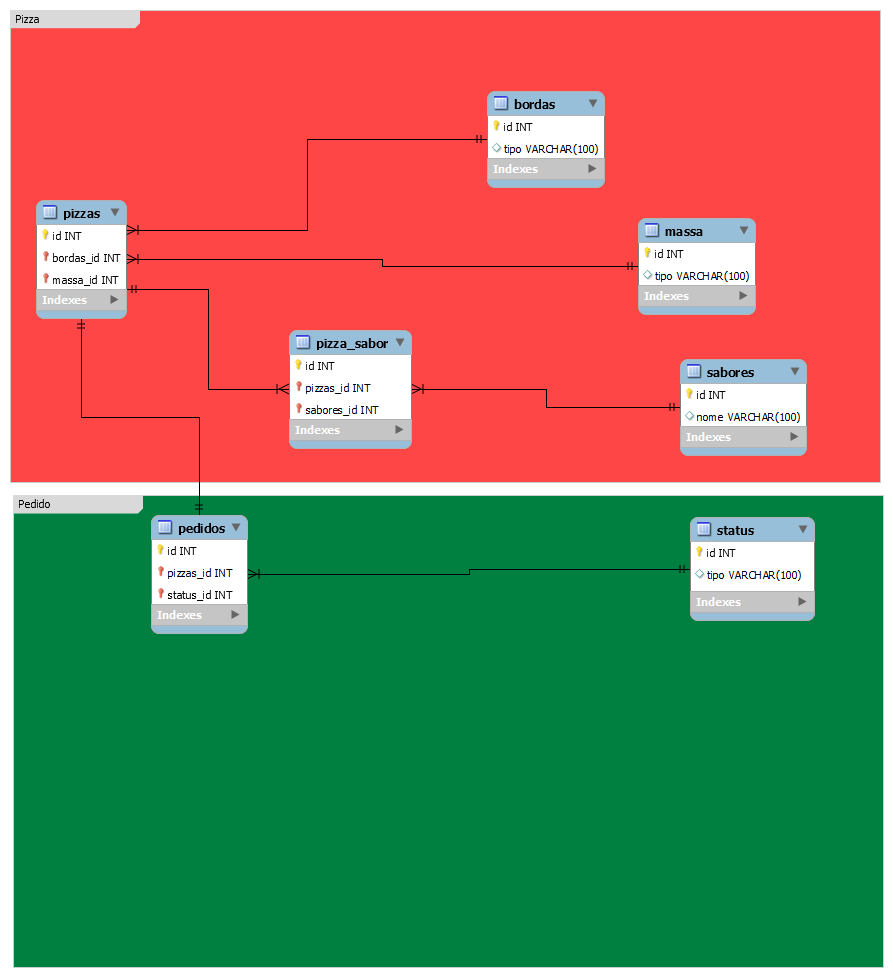 Pizza
bordas
id INT
tipo VARCHAR(100)
Indexes
pizzas
id INT
bordas_id INT
massa_id INT
Indexes
massa
id INT
tipo VARCHAR(100)
Indexes
pizza_sabor
id INT
pizzas_id INT
sabores_id INT
Indexes
sabores
id INT
nome VARCHAR(100)
Indexes
Pedido
pedidos
id INT
pizzas_id INT
status_id INT
Indexes
status
id INT
tipo VARCHAR(100)
Indexes